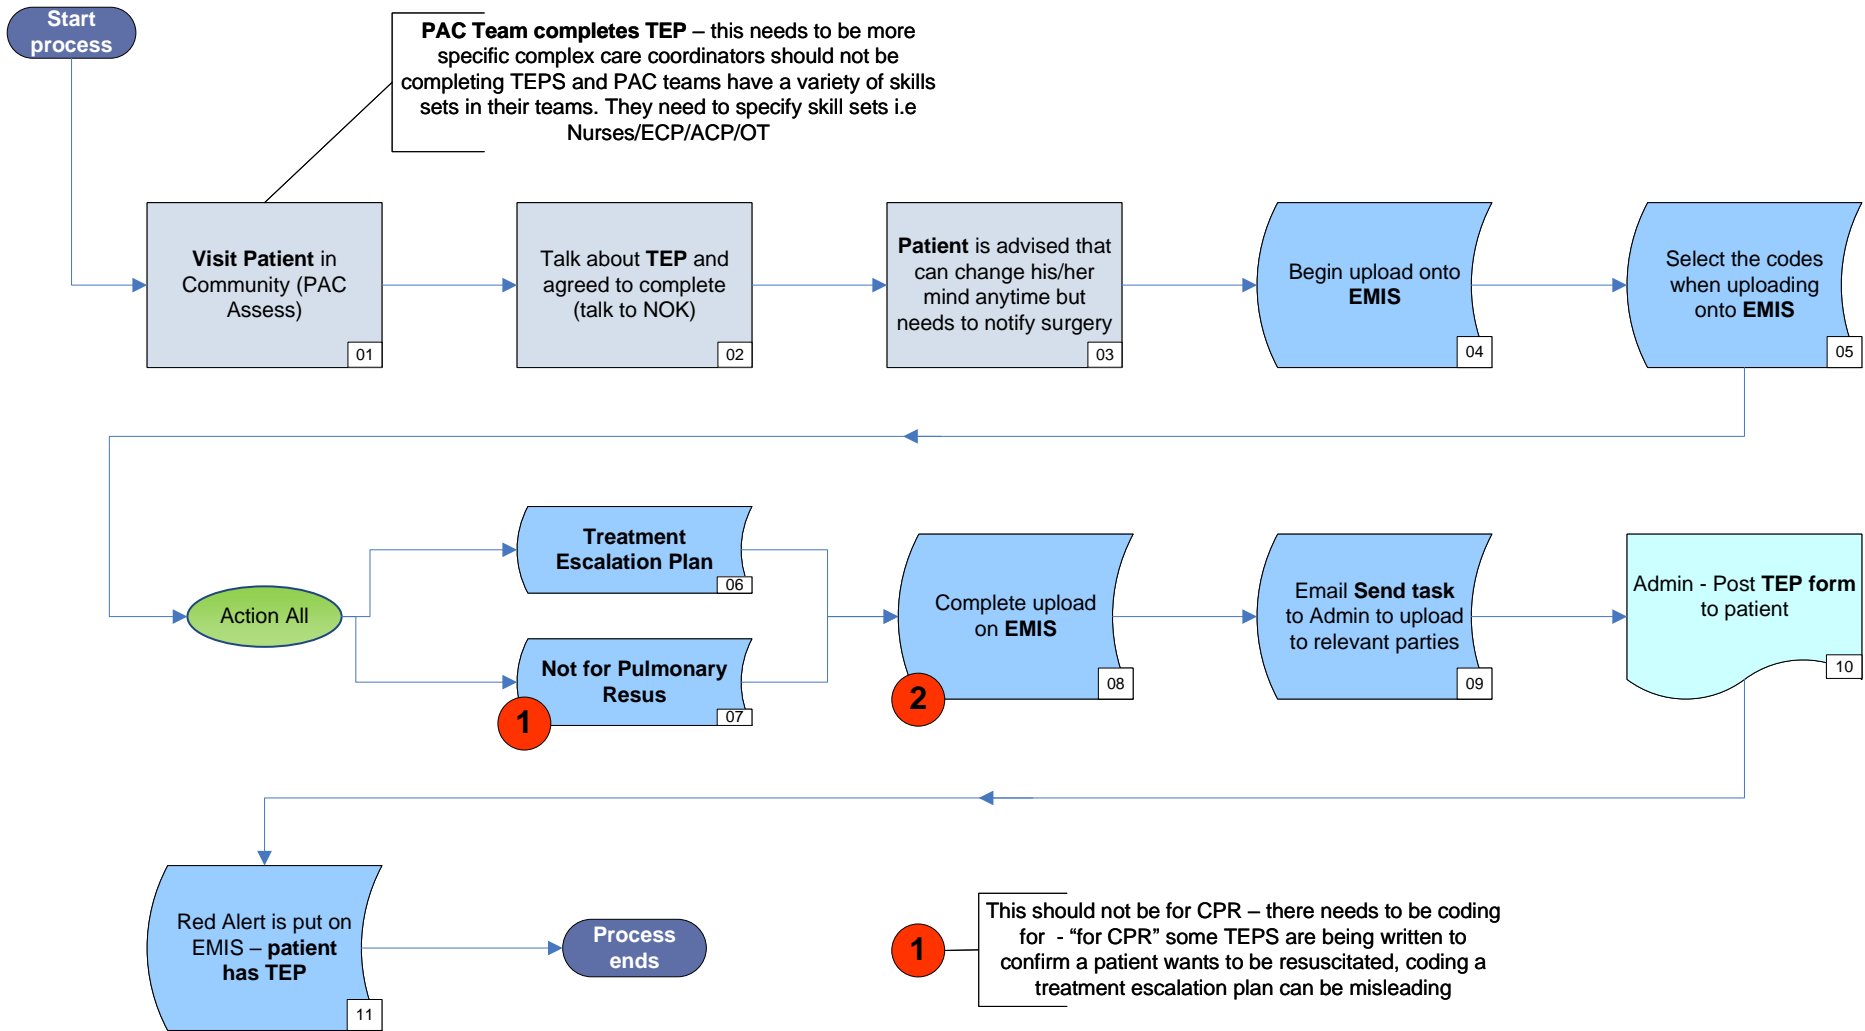 Start
process
PAC Team completes TEP – this needs to be more
specific complex care coordinators should not be
completing TEPS and PAC teams have a variety of skills
sets in their teams. They need to specify skill sets i.e
Nurses/ECP/ACP/OT
Visit Patient in
Community (PAC
Assess)
01
Talk about TEP and
agreed to complete
(talk to NOK)
02
Patient is advised that
can change his/her
mind anytime but
needs to notify surgery
03
Begin upload onto
EMIS
04
Select the codes
when uploading
onto EMIS
05
Action All
Treatment
Escalation Plan
06
Not for Pulmonary
Resus
07
1
Complete upload
on EMIS
08
2
Email Send task
to Admin to upload
to relevant parties
09
Admin - Post TEP form
to patient
10
Red Alert is put on
EMIS – patient
has TEP
11
Process
ends
1
This should not be for CPR – there needs to be coding
for - “for CPR” some TEPS are being written to
confirm a patient wants to be resuscitated, coding a
treatment escalation plan can be misleading